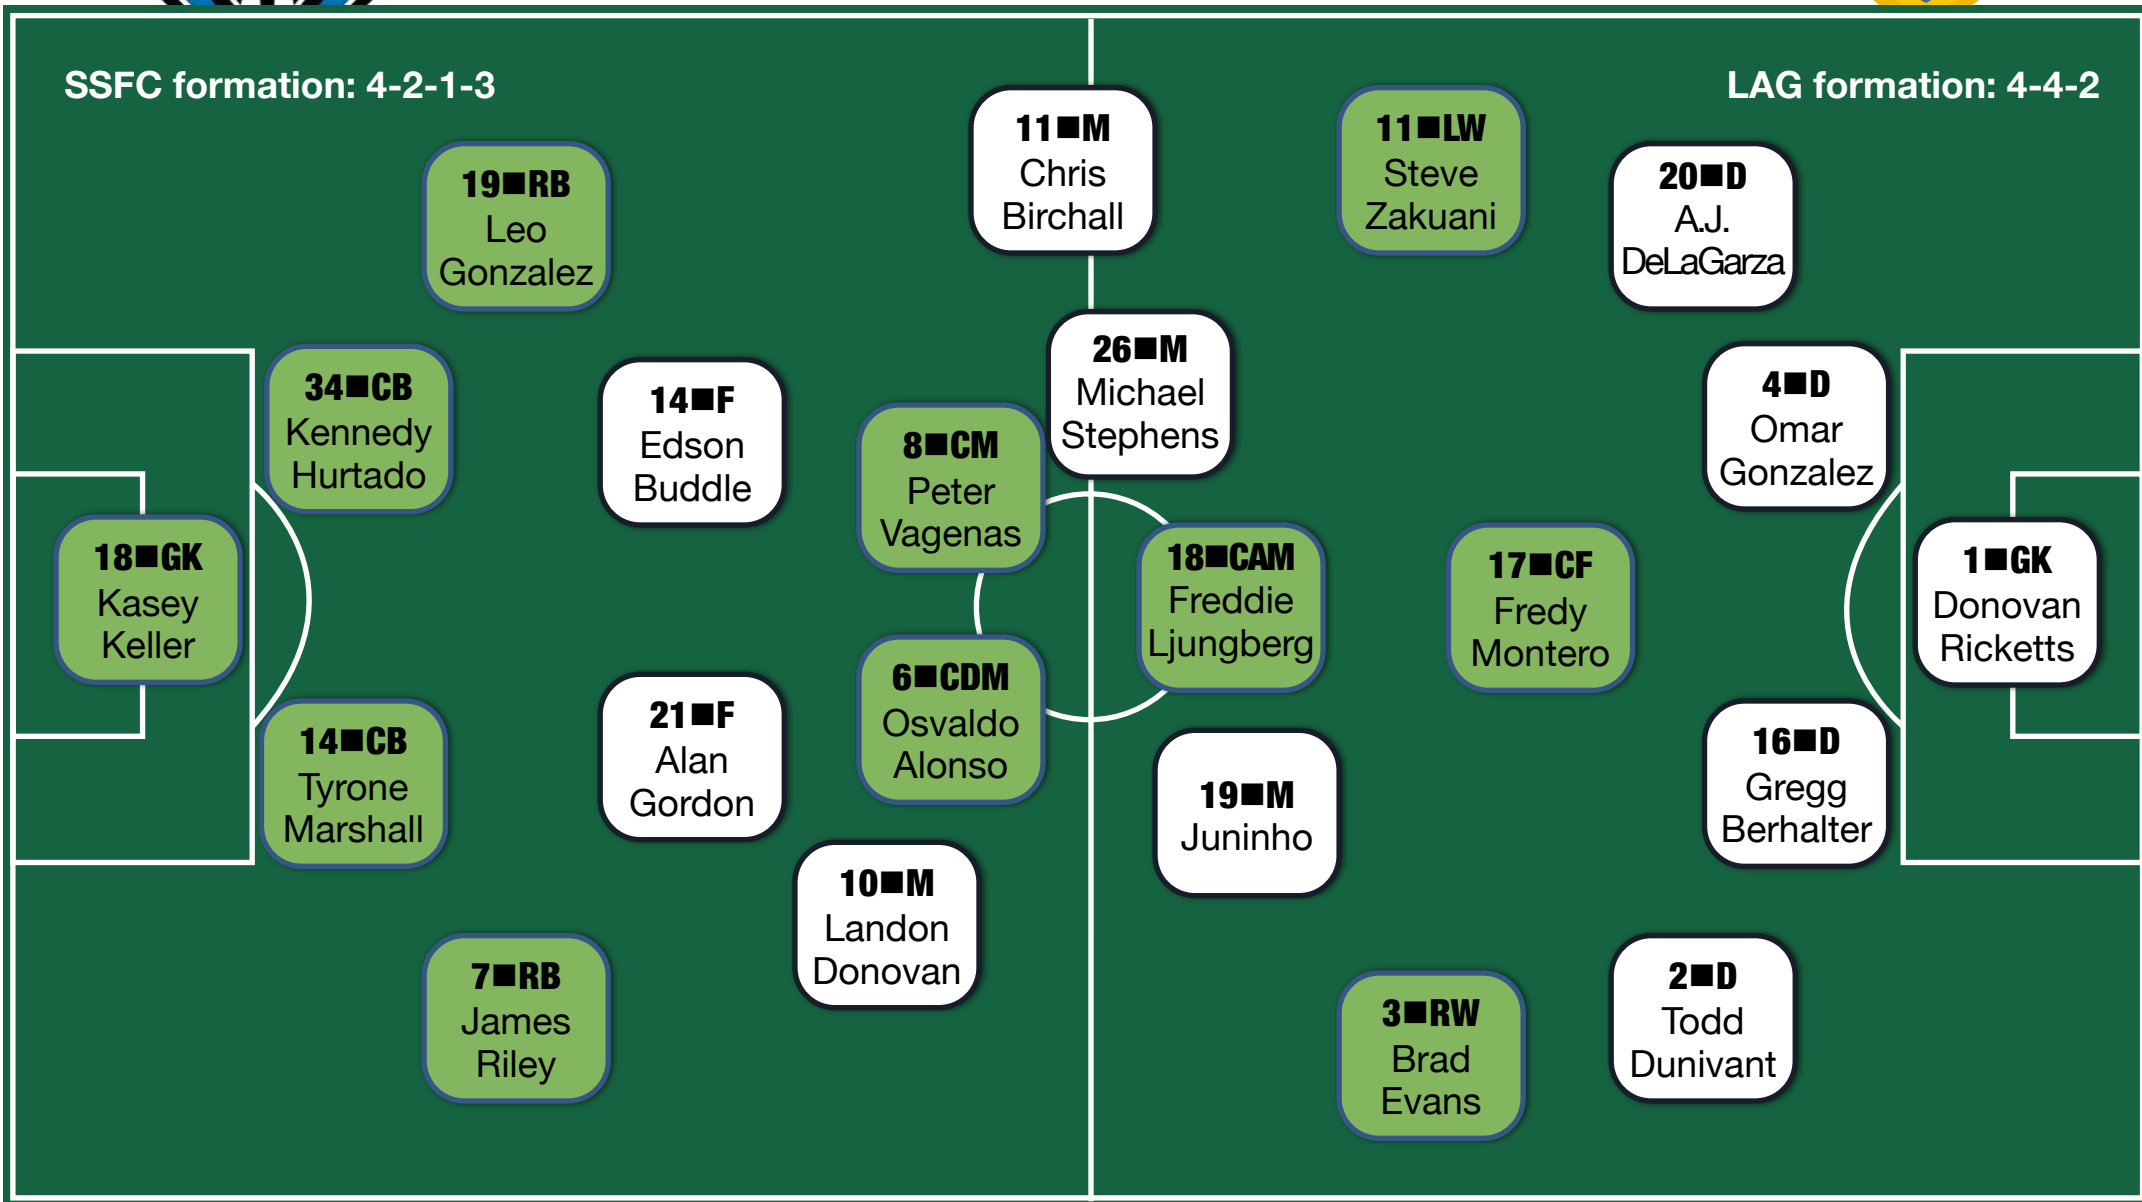 SSFC formation: 4-2-1-3
LAG formation: 4-4-2
19■RB
Leo
Gonzalez
34■CB
Kennedy
Hurtado
18■GK
Kasey
Keller
14■CB
Tyrone
Marshall
7■RB
James
Riley
14■F
Edson
Buddle
21■F
Alan
Gordon
8■CM
Peter
Vagenas
6■CDM
Osvaldo
Alonso
10■M
Landon
Donovan
11■M
Chris
Birchall
26■M
Michael
Stephens
18■CAM
Freddie
Ljungberg
19■M
Juninho
11■LW
Steve
Zakuani
17■CF
Fredy
Montero
3■RW
Brad
Evans
20■D
A.J.
DeLaGarza
4■D
Omar
Gonzalez
16■D
Gregg
Berhalter
2■D
Todd
Dunivant
1■GK
Donovan
Ricketts